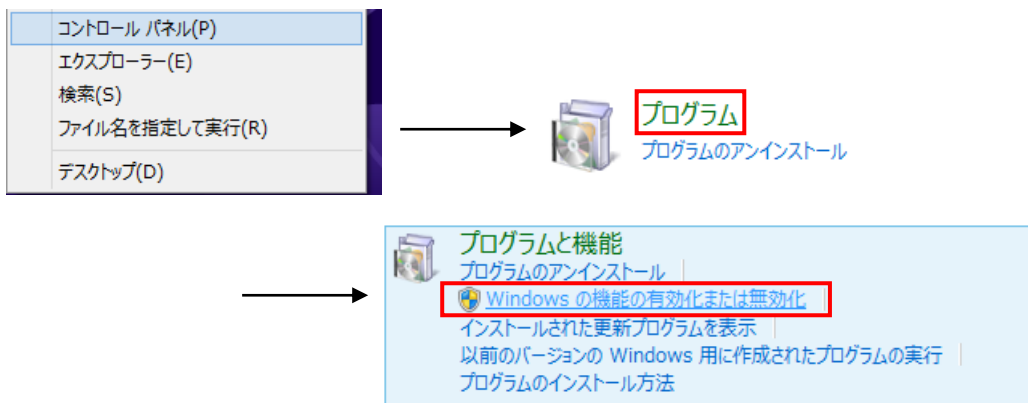 コントロール パネル(P)
エクスプローラー(E)
検索(S)
ファイル名を指定して実行(R)
デスクトップ(D)
プログラム
プログラムのアンインストール
プログラムと機能
プログラムのアンインストール
Windows の機能の有効化または無効化
インストールされた更新プログラムを表示
以前のバージョンの Windows 用に作成されたプログラムの実行
プログラムのインストール方法